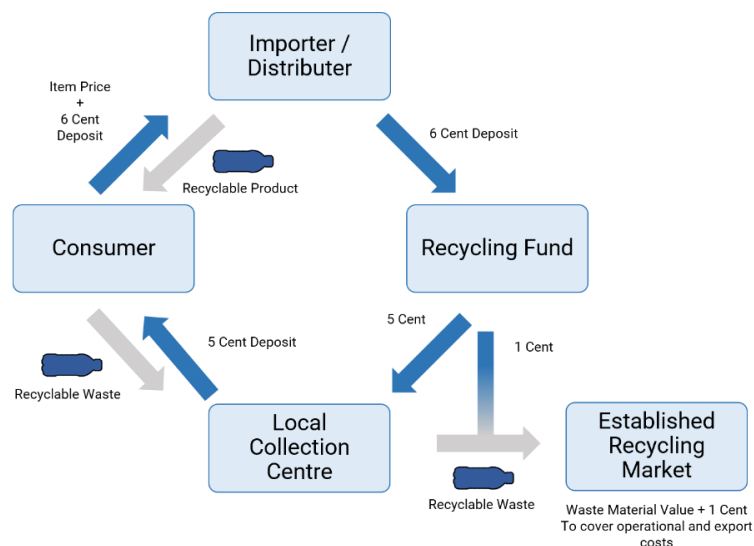 Importer /
Distributer
Item Price
+
6 Cent
Deposit
6 Cent Deposit
Recyclable Product
Consumer
Recycling Fund
5 Cent
1 Cent
5 Cent Deposit
Recyclable Waste
Local
Collection
Centre
Established
Recycling
Market
Recyclable Waste
Waste Material Value + 1 Cent
To cover operational and export
costs